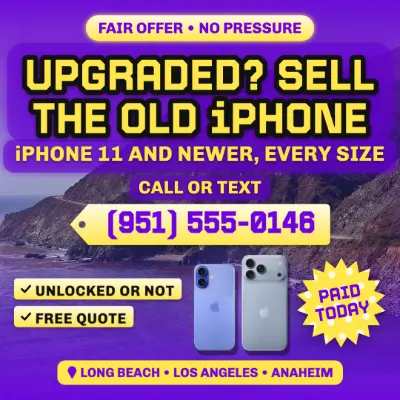 FAIR OFFER • NO PRESSURE
UPGRADED? SELL
THE OLD iPHONE
iPHONE 11 AND NEWER, EVERY SIZE
CALL OR TEXT
(951) 555-0146
✓ UNLOCKED OR NOT
✓ FREE QUOTE
PAID
TODAY
LONG BEACH • LOS ANGELES • ANAHEIM